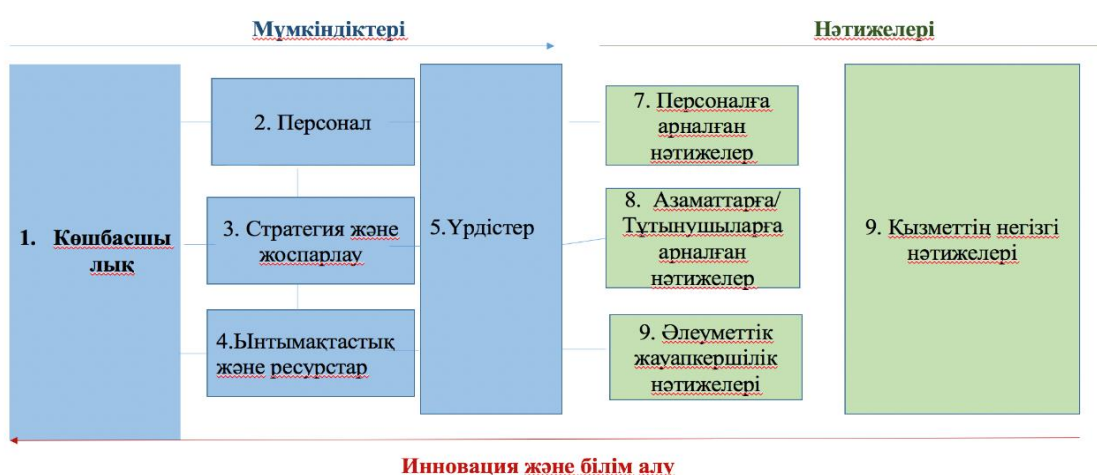 Мүмкіндіктері
Нәтижелері
1. Көшбасшы
лық
2. Персонал
3. Стратегия және
жоспарлау
4.Ынтымақтастық
және ресурстар
5.Үрдістер
7. Персоналға
арналған
нәтижелер
8. Азаматтарға/
Тұтынушыларға
арналған
нәтижелер
9. Әлеуметтік
жауапкершілік
нәтижелері
9. Қызметтің негізгі
нәтижелері
Инновация және білім алу